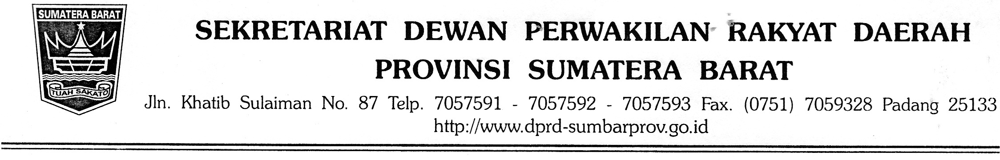 SUMATERA BARAT
TUAH SAKATO
SEKRETARIAT DEWAN PERWAKILAN RAKYAT DAERAH
PROVINSI SUMATERA BARAT
Jln. Khatib Sulaiman No. 87 Telp. 7057591 - 7057592 - 7057593 Fax. (0751) 7059328 Padang 25133
http://www.dprd-sumbarprov.go.id